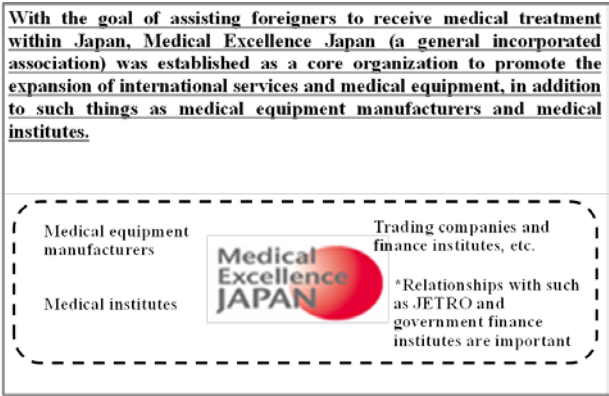 With the goal of assisting foreigners to receive medical treatment
within Japan, Medical Excellence Japan (a general incorporated
association) was established as a core organization to promote the
expansion of international services and medical equipment, in addition
to such things as medical equipment manufacturers and medical
institutes.
Medical equipment
manufacturers
Medical institutes
Medical
Excellence
JAPAN
Trading companies and
finance institutes, etc.
*Relationships with such
as JETRO and
government finance
institutes are important